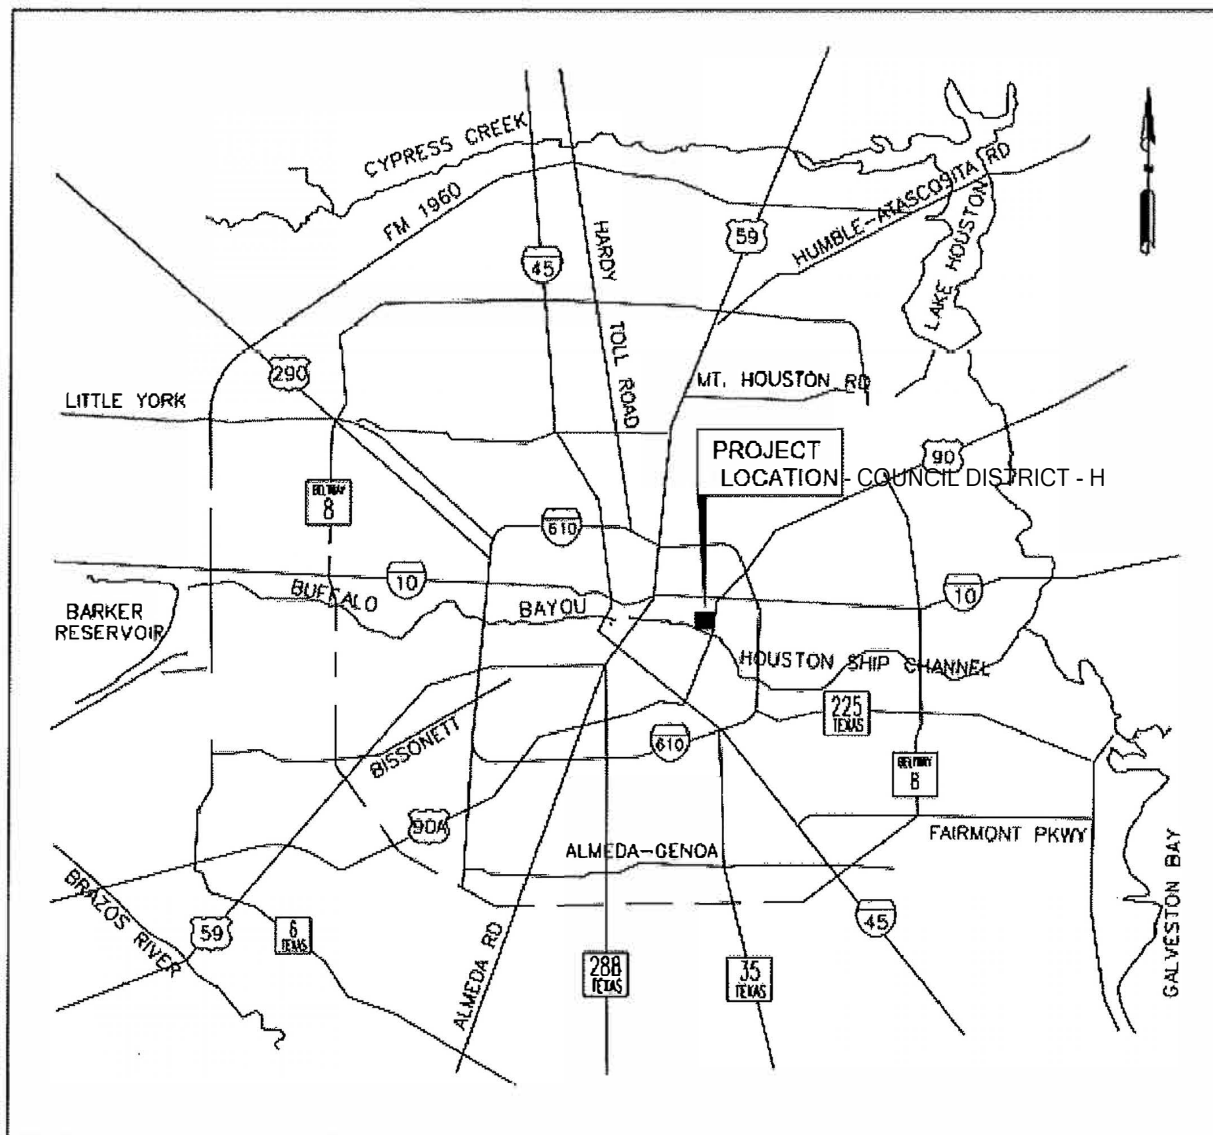 CYPRESS CREEK
FM 1960
HARDY
TOLL ROAD
45
59
HUMBLE-ATASCOSITA RD
LAKE HOUSTON
290
MT. HOUSTON RD
LITTLE YORK
PROJECT
LOCATION - COUNCIL DISTRICT - H
90
BELTWAY
8
610
10
BUFFALO
BAYOU
10
BARKER
RESERVOIR
HOUSTON SHIP CHANNEL
225
TEXAS
BISSONETT
610
BELTWAY
8
90A
FAIRMONT PKWY
ALMEDA-GENOA
BRAZOS RIVER
59
6
TEXAS
ALMEDA RD
288
TEXAS
35
TEXAS
45
GALVESTON BAY